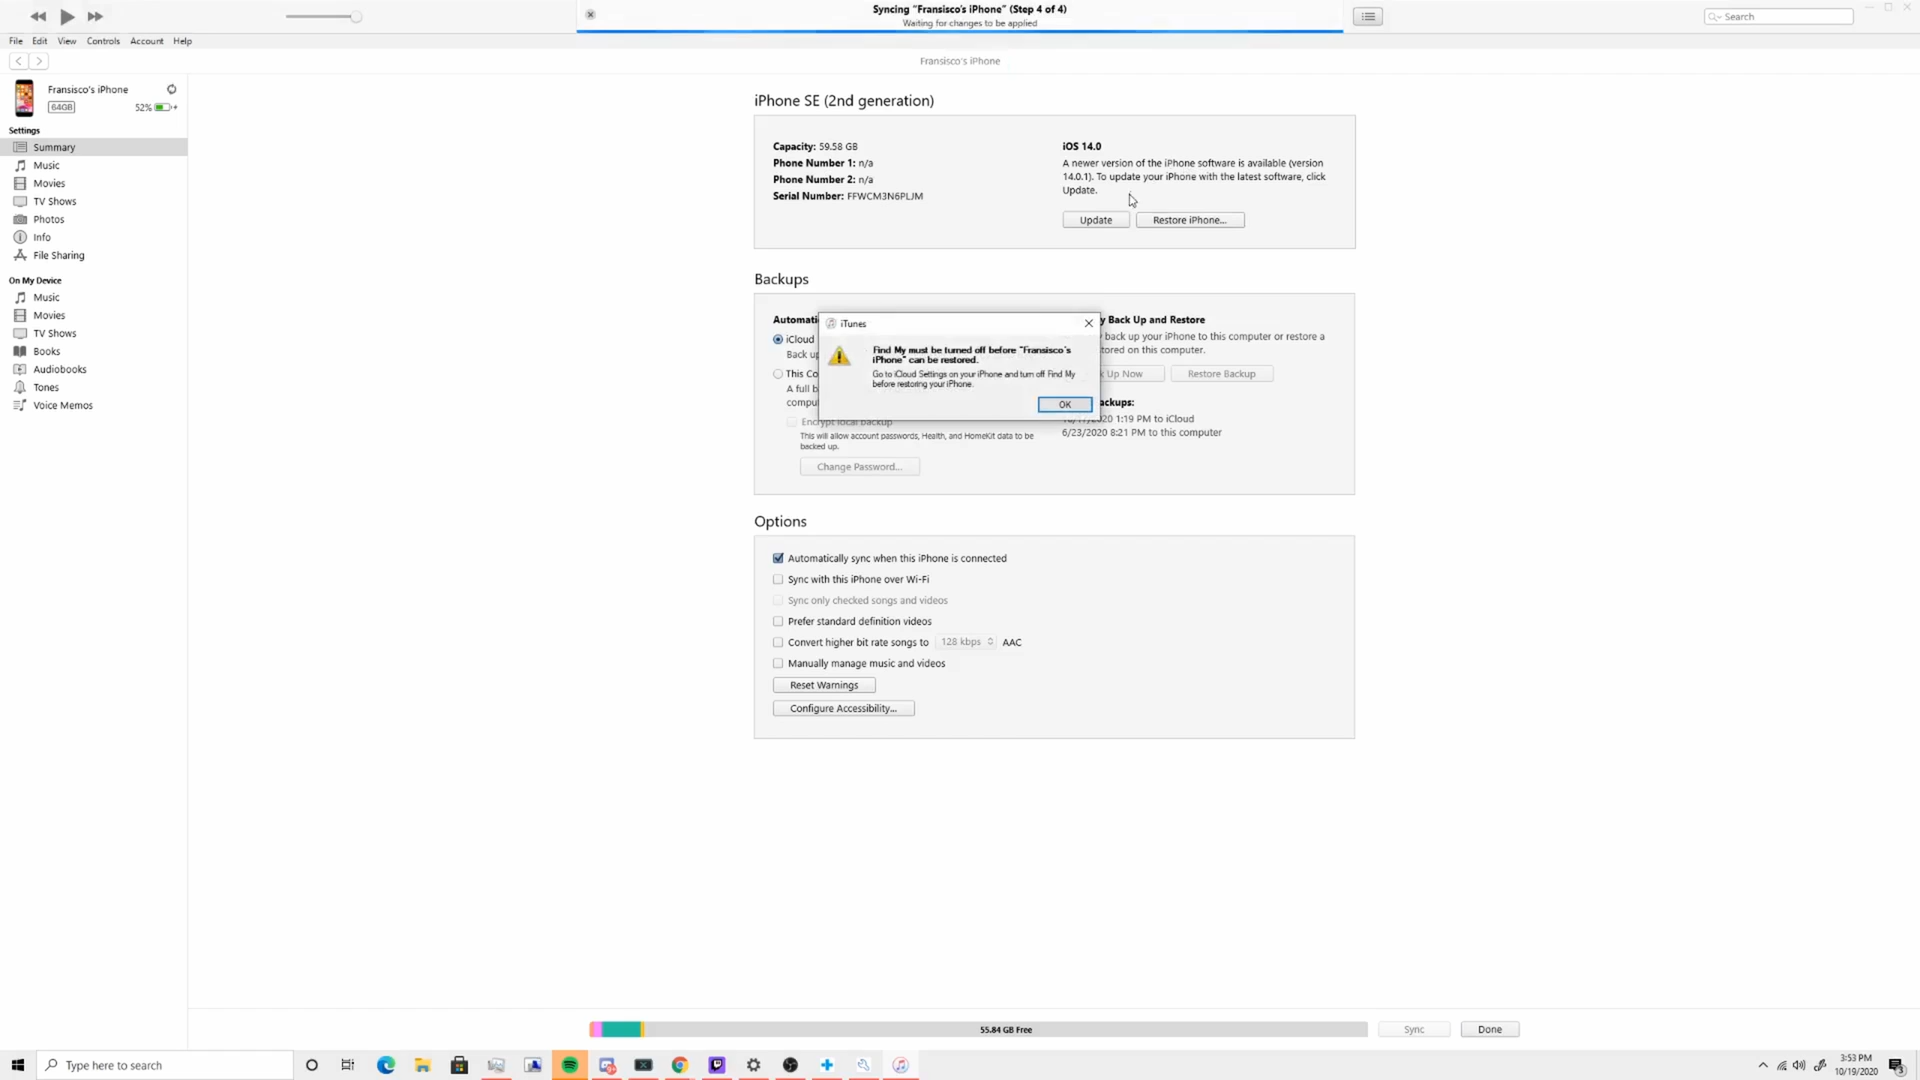 Syncing "Fransisco's iPhone" (Step 4 of 4)
Waiting for changes to be applied
Search
File Edit View Controls Account Help
Fransisco's iPhone
Fransisco's iPhone
64GB
52%
Settings
Summary
Music
Movies
TV Shows
Photos
Info
File Sharing
On My Device
Music
Movies
TV Shows
Books
Audiobooks
Tones
Voice Memos
iPhone SE (2nd generation)
Capacity: 59.58 GB
Phone Number 1: n/a
Phone Number 2: n/a
Serial Number: FFWCM3N6PLJM
iOS 14.0
A newer version of the iPhone software is available (version
14.0.1). To update your iPhone with the latest software, click
Update.
Update
Restore iPhone...
Backups
Automati
iCloud
Back up
This Co
A full b
comput
Encrypt local backup
This will allow account passwords, Health, and HomeKit data to be
backed up.
Change Password...
y Back Up and Restore
back up your iPhone to this computer or restore a
tored on this computer.
k Up Now
Restore Backup
ackups:
1:19 PM to iCloud
6/23/2020 8:21 PM to this computer
iTunes
Find My must be turned off before "Fransisco's
iPhone" can be restored.
Go to iCloud Settings on your iPhone and turn off Find My
before restoring your iPhone.
OK
Options
Automatically sync when this iPhone is connected
Sync with this iPhone over Wi-Fi
Sync only checked songs and videos
Prefer standard definition videos
Convert higher bit rate songs to 128 kbps AAC
Manually manage music and videos
Reset Warnings
Configure Accessibility...
55.84 GB Free
Sync
Done
Type here to search
3:53 PM
10/19/2020
3